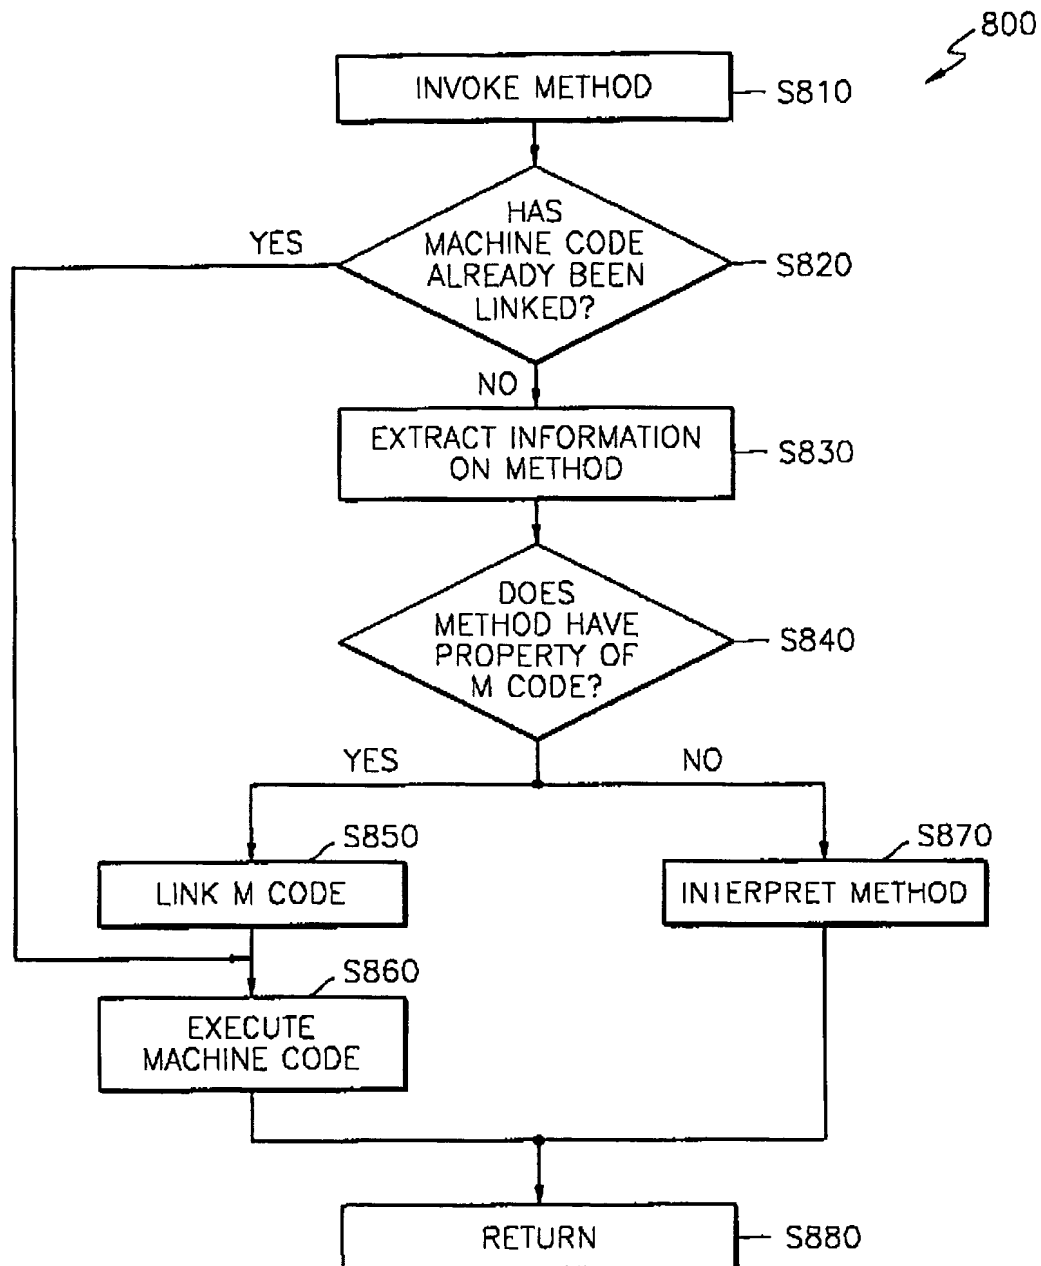 800
INVOKE METHOD
S810
HAS
MACHINE CODE
ALREADY BEEN
LINKED?
S820
YES
NO
EXTRACT INFORMATION
ON METHOD
S830
DOES
METHOD HAVE
PROPERTY OF
M CODE?
S840
YES
NO
S850
LINK M CODE
S870
INTERPRET METHOD
S860
EXECUTE
MACHINE CODE
RETURN
S880